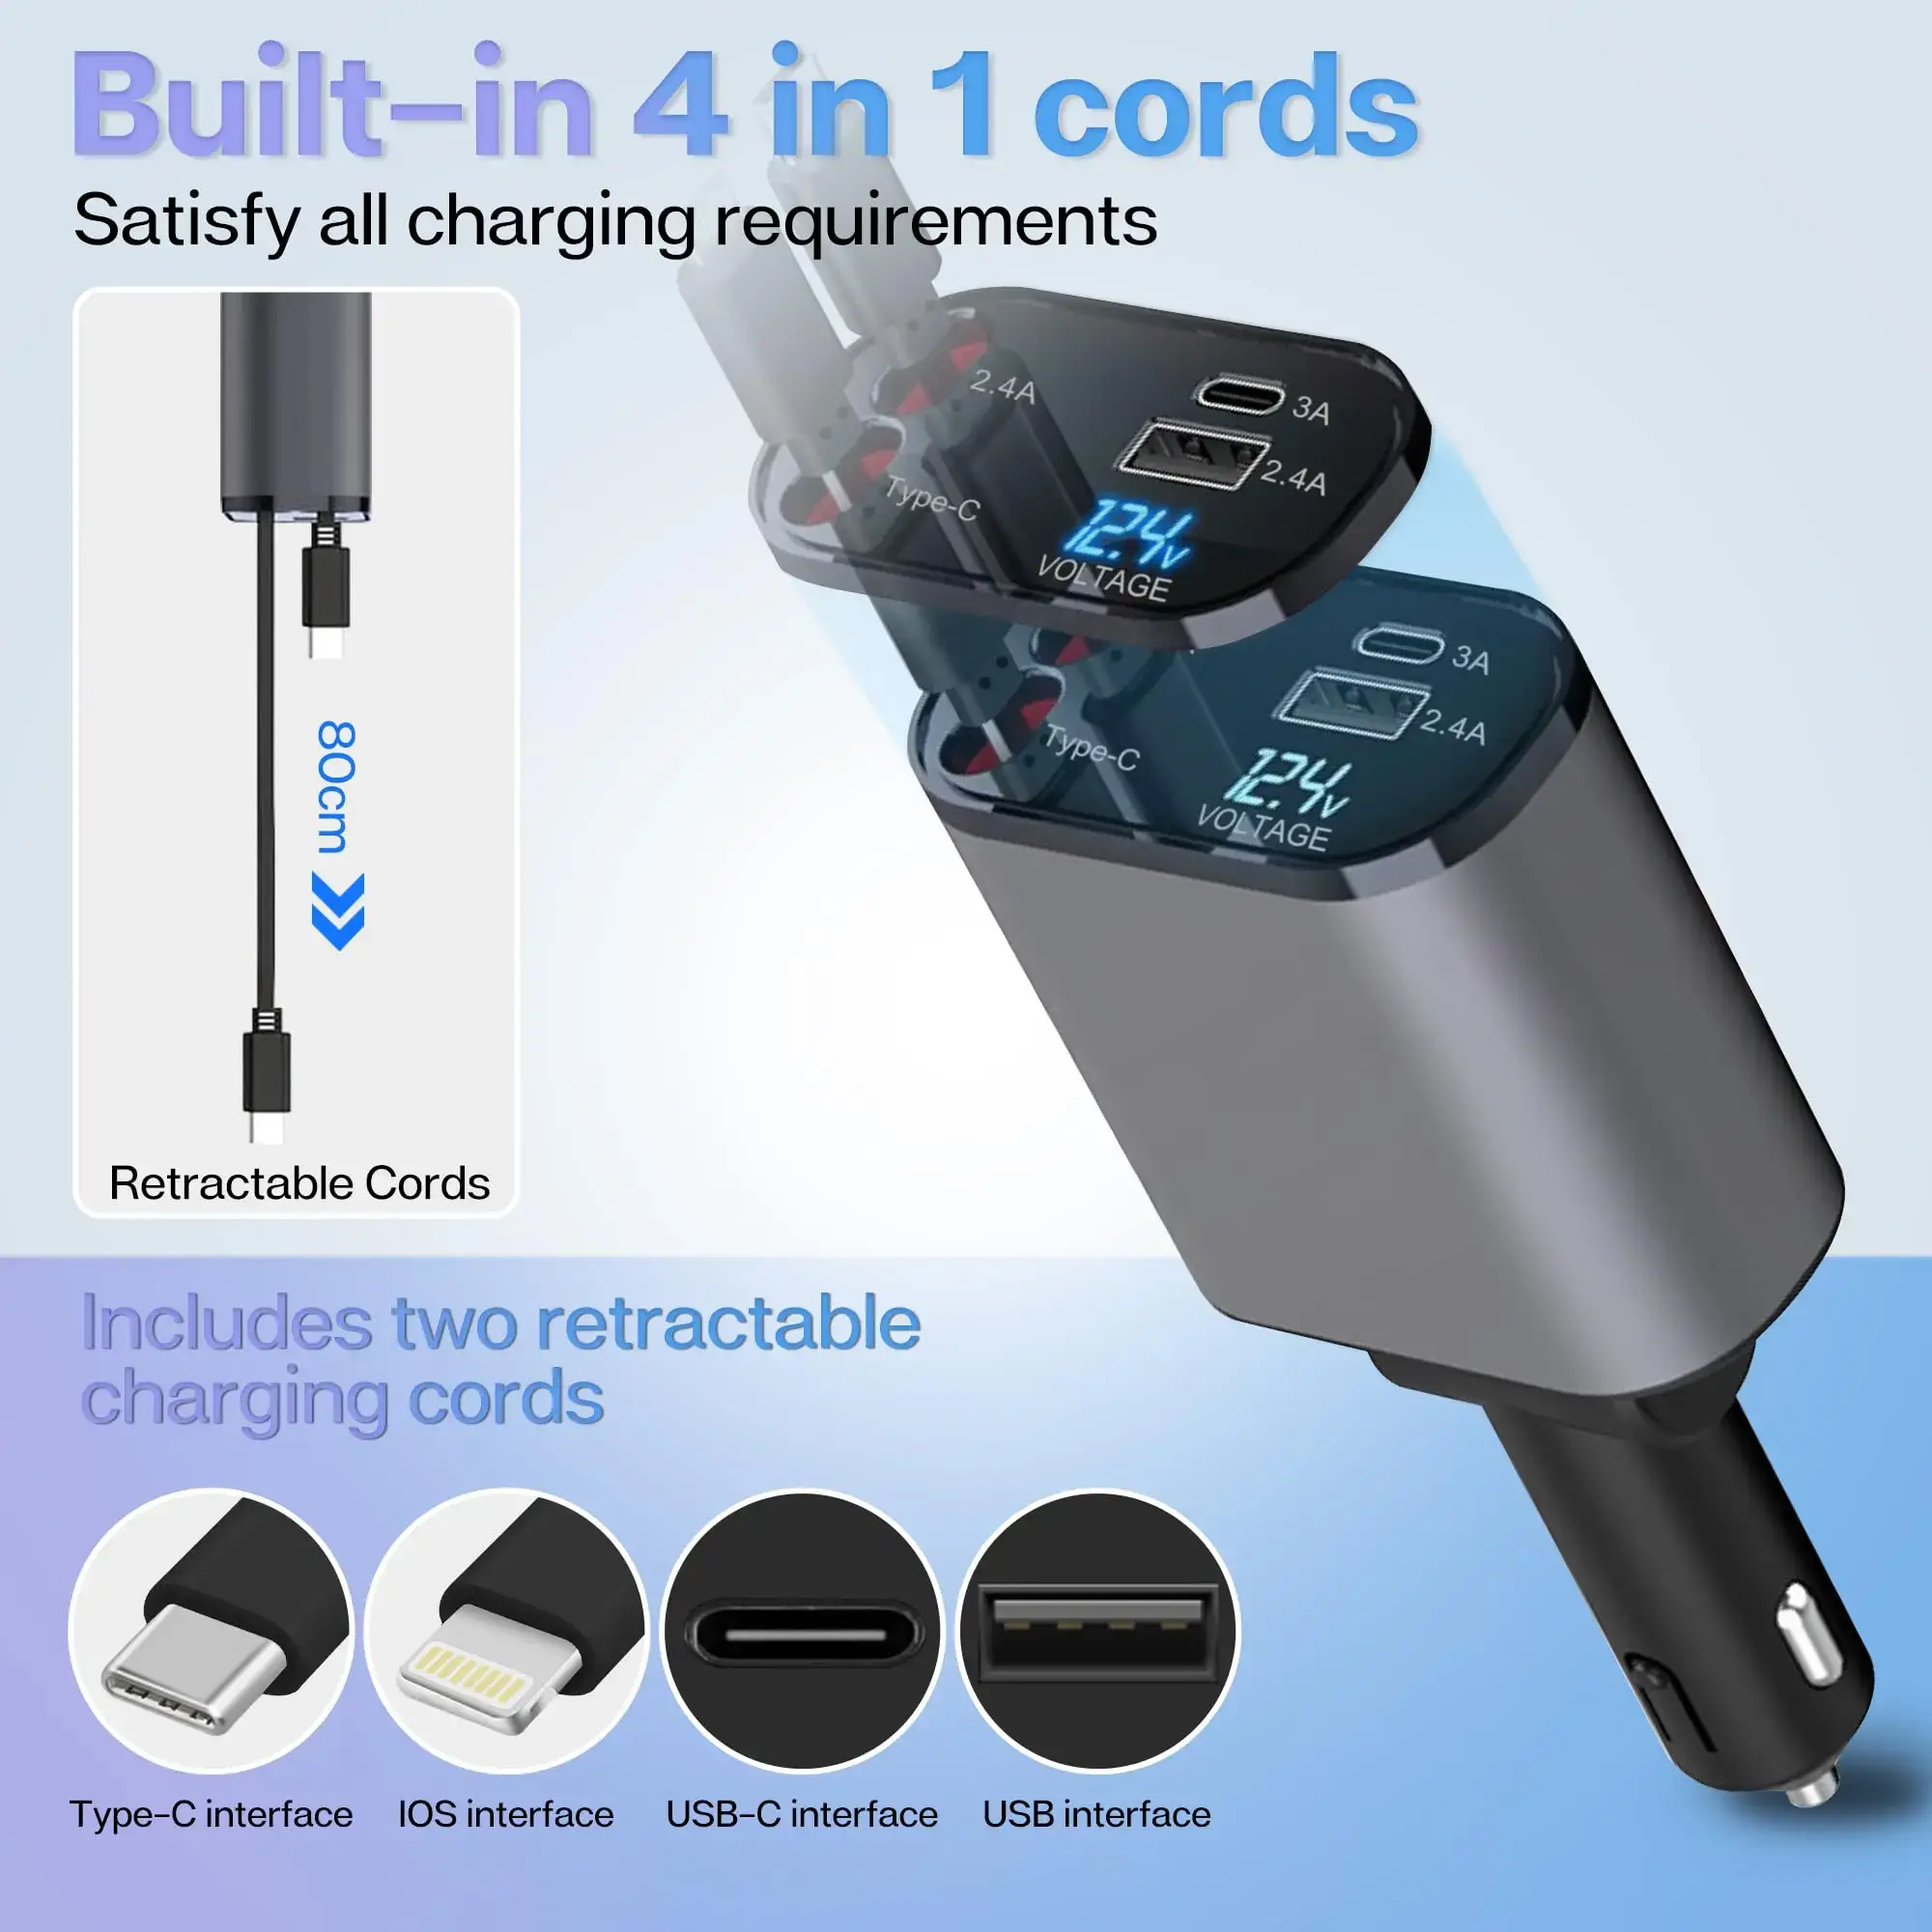 Built-in 4 in 1 cords
Satisfy all charging requirements
2.4A
3A
2.4A
Type-C
12.4v
VOLTAGE
3A
2.4A
Type-C
12.4v
VOLTAGE
80cm
Retractable Cords
Includes two retractable
charging cords
Type-C interface
IOS interface
USB-C interface
USB interface